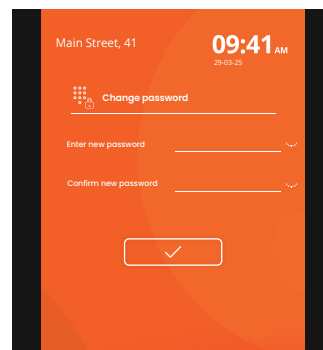 Main Street, 41
09:41 AM
29-03-25
Change password
Enter new password
Confirm new password